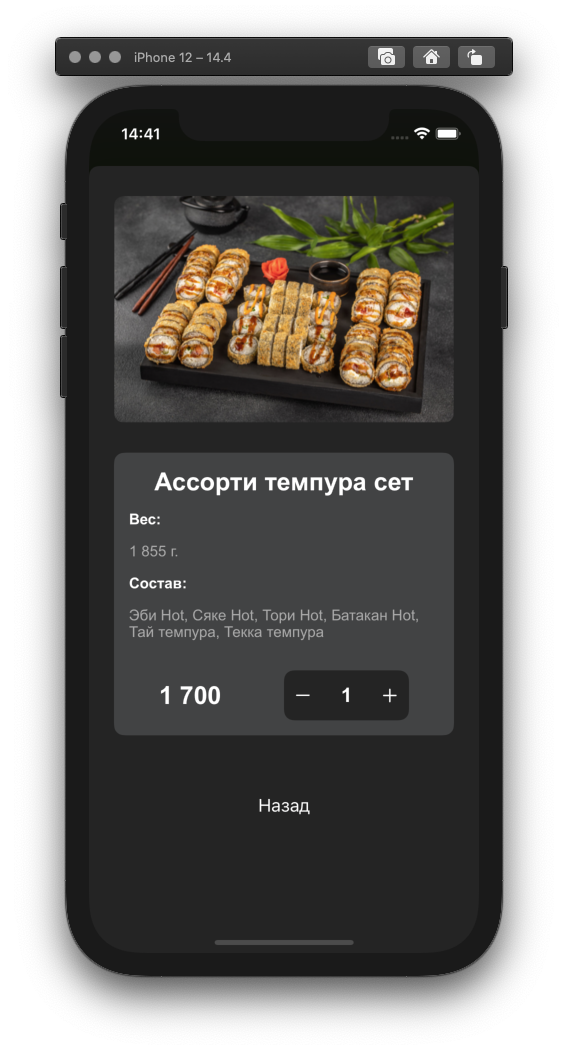 iPhone 12 – 14.4
14:41
Ассорти темпура сет
Вес:
1 855 г.
Состав:
Эби Hot, Сяке Hot, Тори Hot, Батакан Hot,
Тай темпура, Текка темпура
1 700
1
Назад